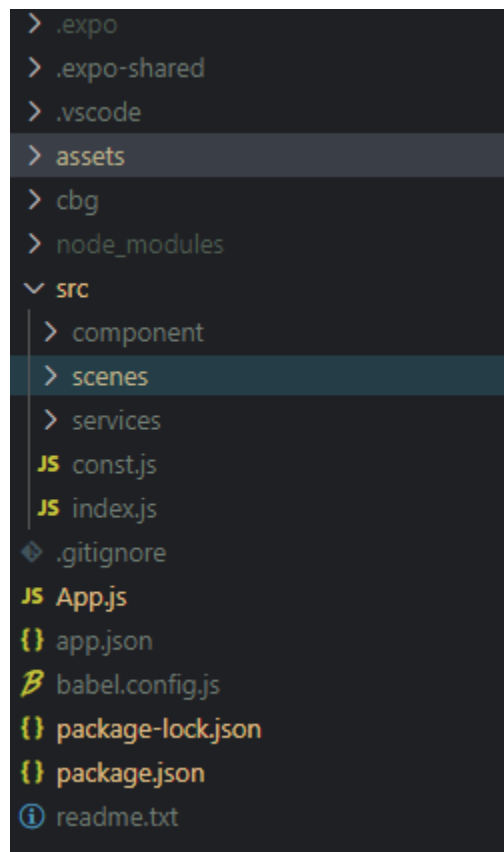 .expo
.expo-shared
.vscode
assets
cbg
node_modules
src
component
scenes
services
JS const.js
JS index.js
.gitignore
JS App.js
{} app.json
B babel.config.js
{} package-lock.json
{} package.json
readme.txt